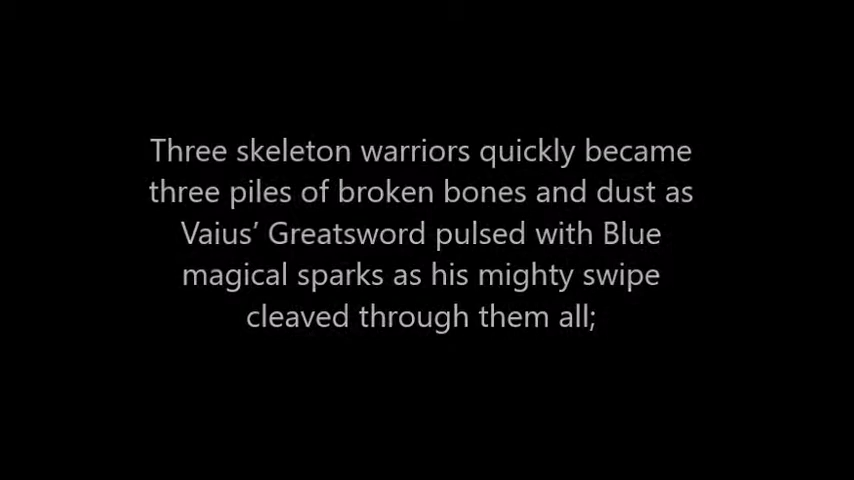 Three skeleton warriors quickly became
three piles of broken bones and dust as
Vaius’ Greatsword pulsed with Blue
magical sparks as his mighty swipe
cleaved through them all;